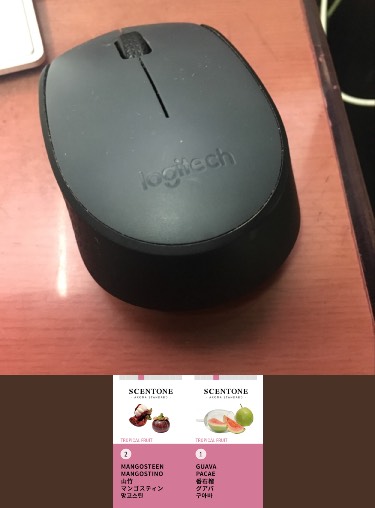 logitech
SCENTONE
TROPICAL FRUIT
2
MANGOSTEEN
MANGOSTINO
山竹
マンゴスティン
망고스틴
SCENTONE
TROPICAL FRUIT
1
GUAVA
PACAE
番石榴
グアバ
구아바